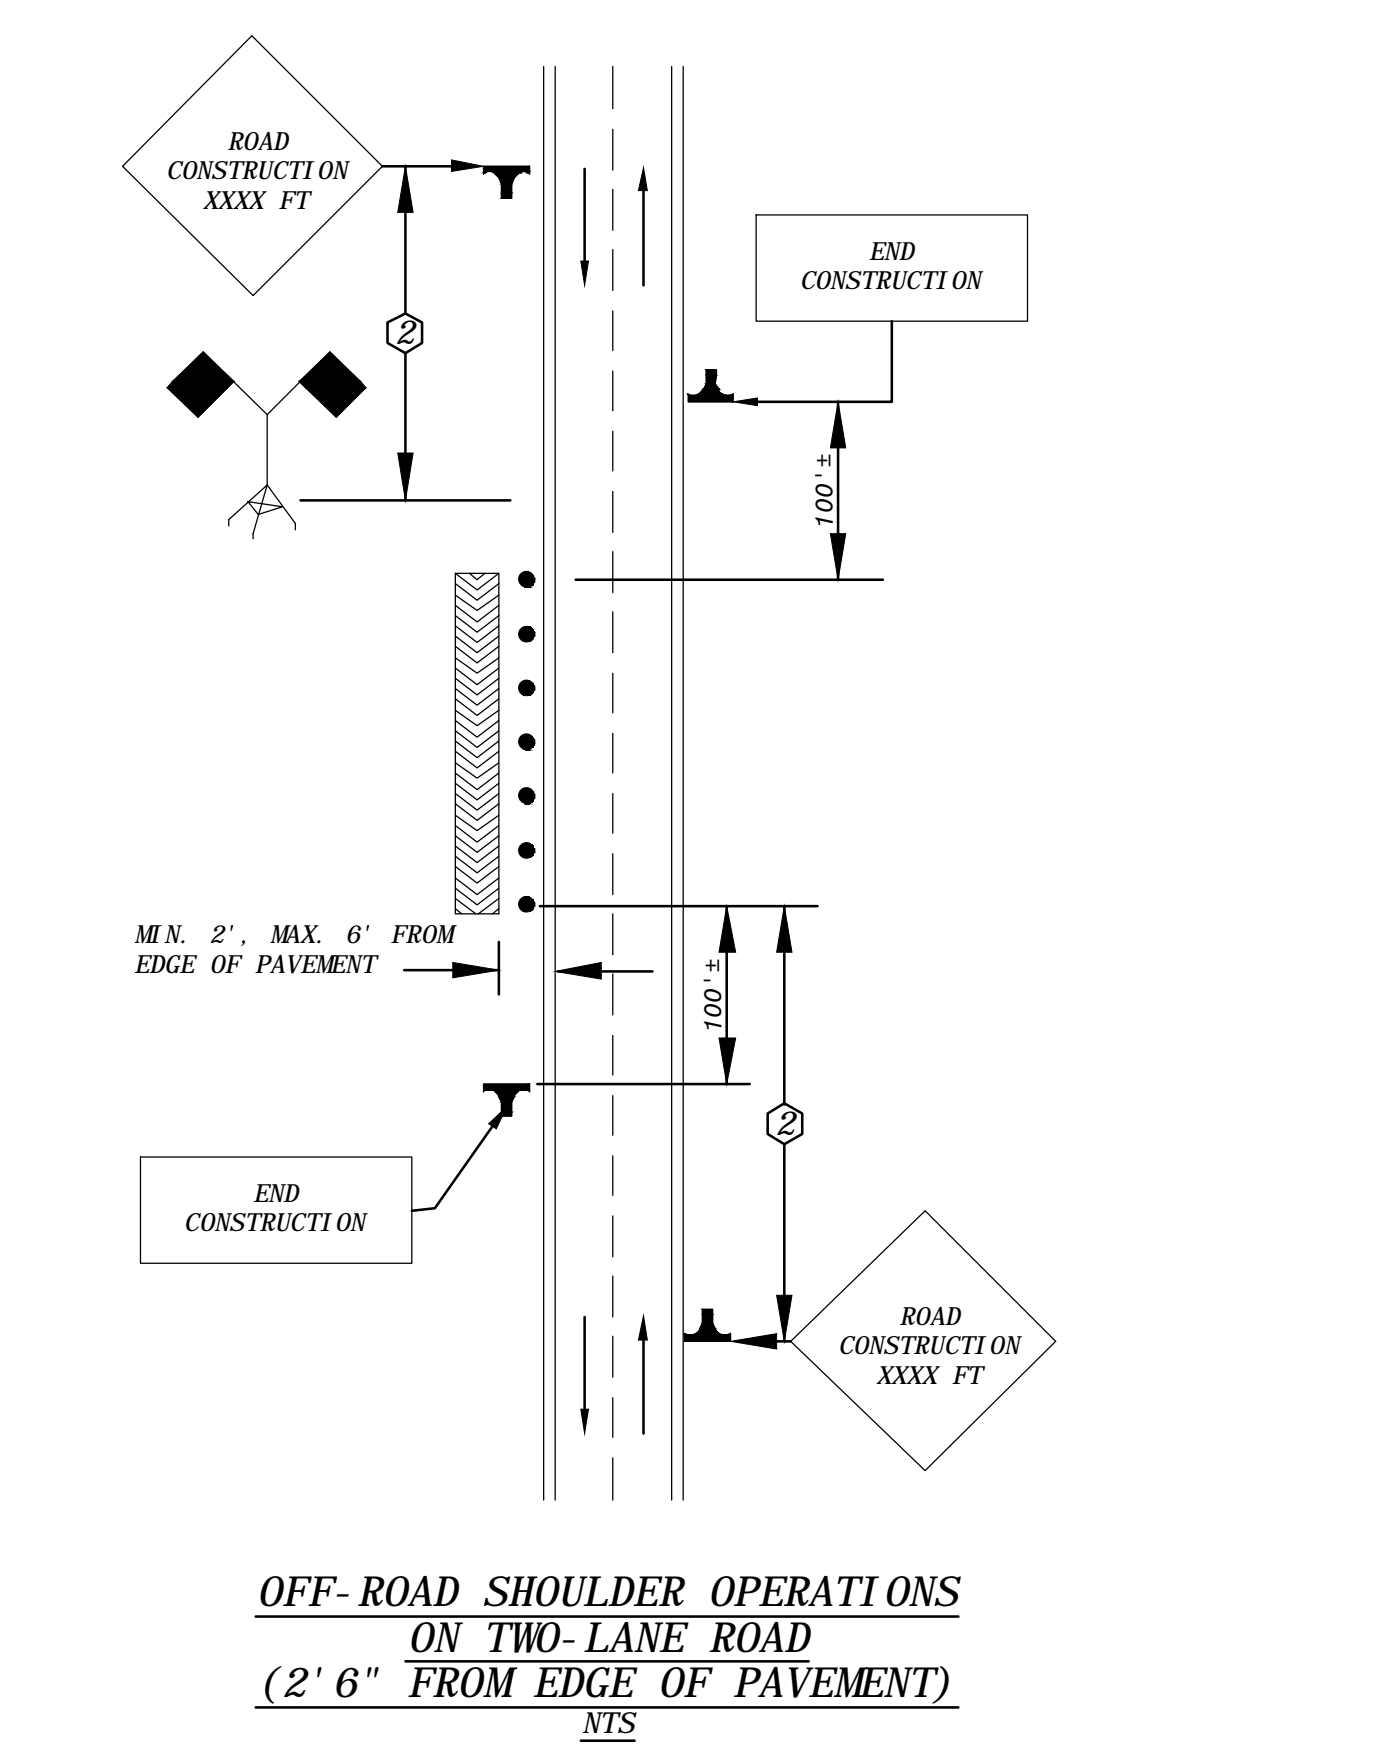 ROAD
CONSTRUCTION
XXXX FT
END
CONSTRUCTION
2
100'±
MIN. 2', MAX. 6' FROM
EDGE OF PAVEMENT
100'±
2
END
CONSTRUCTION
ROAD
CONSTRUCTION
XXXX FT
OFF-ROAD SHOULDER OPERATIONS
ON TWO-LANE ROAD
(2'6" FROM EDGE OF PAVEMENT)
NTS